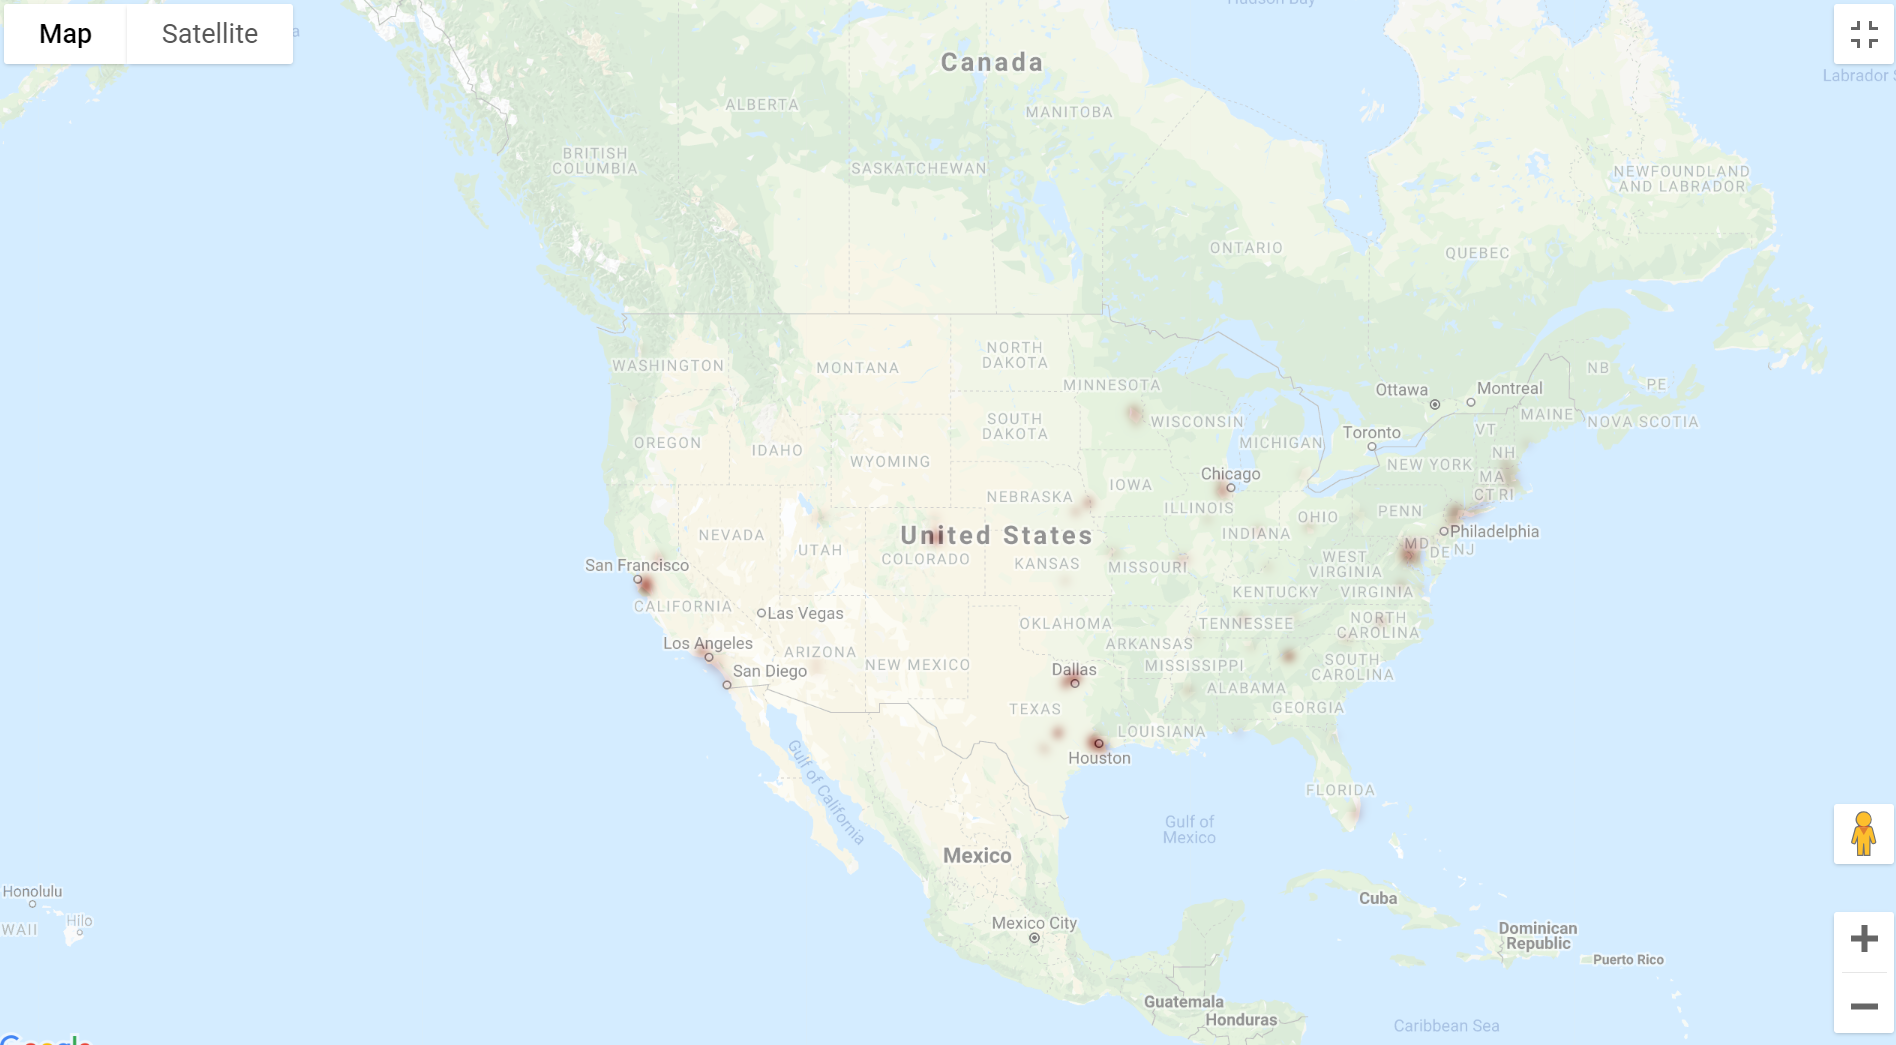 Map
Satellite
Hudson Bay
Canada
Labrador S
ALBERTA
MANITOBA
BRITISH
COLUMBIA
SASKATCHEWAN
NEWFOUNDLAND
AND LABRADOR
ONTARIO
QUEBEC
WASHINGTON
MONTANA
NORTH
DAKOTA
MINNESOTA
Ottawa
Montreal
NB
PE
SOUTH
DAKOTA
WISCONSIN
MICHIGAN
Toronto
VT
MAINE
NOVA SCOTIA
OREGON
IDAHO
WYOMING
NH
NEW YORK
MA
CT RI
Chicago
IOWA
NEBRASKA
ILLINOIS
OHIO
PENN
Philadelphia
NEVADA
UTAH
United States
COLORADO
KANSAS
MISSOURI
INDIANA
WEST
VIRGINIA
MD
DE
NJ
San Francisco
CALIFORNIA
Las Vegas
KENTUCKY
VIRGINIA
OKLAHOMA
TENNESSEE
NORTH
CAROLINA
Los Angeles
ARIZONA
NEW MEXICO
ARKANSAS
San Diego
Dallas
MISSISSIPPI
SOUTH
CAROLINA
ALABAMA
TEXAS
GEORGIA
LOUISIANA
Houston
Gulf of California
FLORIDA
Gulf of
Mexico
Mexico
Honolulu
Hilo
WAII
Cuba
Mexico City
Dominican
Republic
Puerto Rico
Guatemala
Honduras
Caribbean Sea
Google